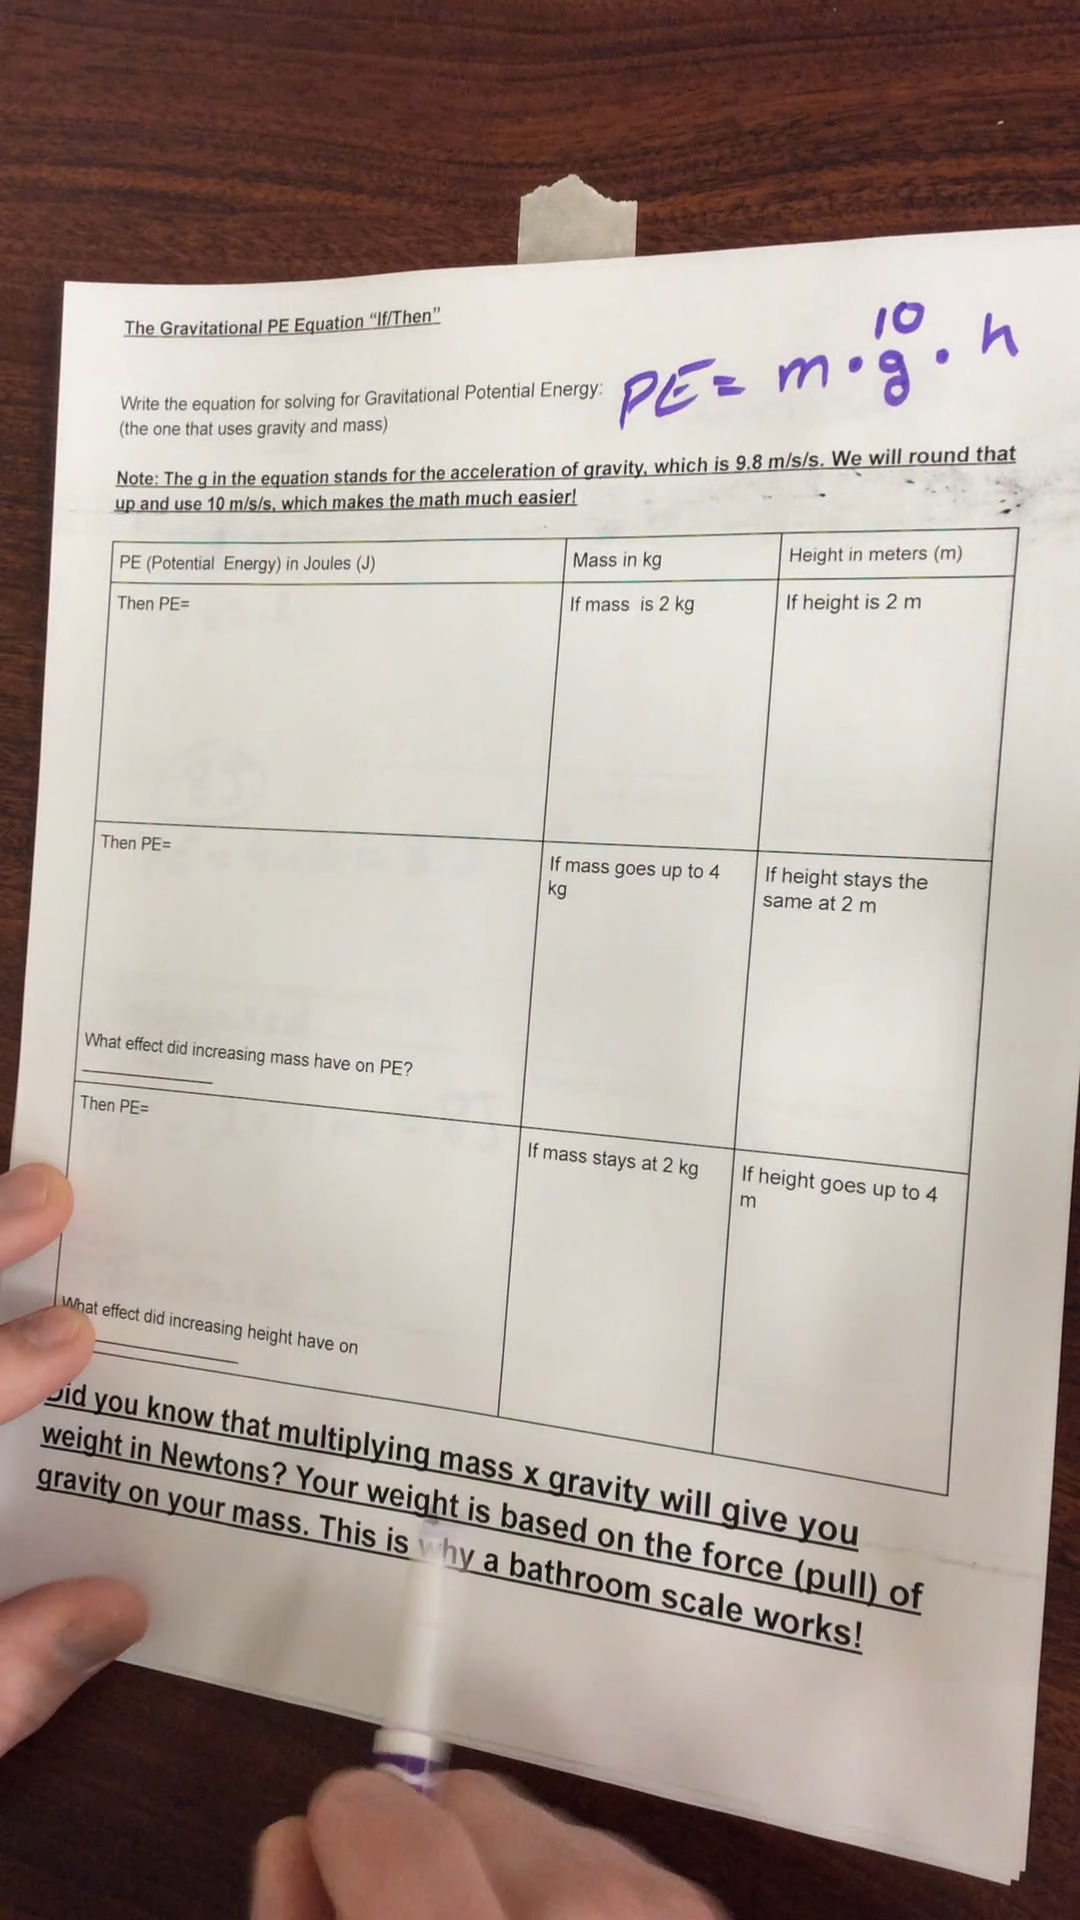 The Gravitational PE Equation “If/Then”
10
Write the equation for solving for Gravitational Potential Energy: PE = m · g · h
(the one that uses gravity and mass)
Note: The g in the equation stands for the acceleration of gravity, which is 9.8 m/s/s. We will round that
up and use 10 m/s/s, which makes the math much easier!
PE (Potential Energy) in Joules (J)
Mass in kg
Height in meters (m)
Then PE=
If mass is 2 kg
If height is 2 m
Then PE=
If mass goes up to 4
kg
If height stays the
same at 2 m
What effect did increasing mass have on PE?
Then PE=
If mass stays at 2 kg
If height goes up to 4
m
What effect did increasing height have on
Did you know that multiplying mass x gravity will give you
weight in Newtons? Your weight is based on the force (pull) of
gravity on your mass. This is why a bathroom scale works!